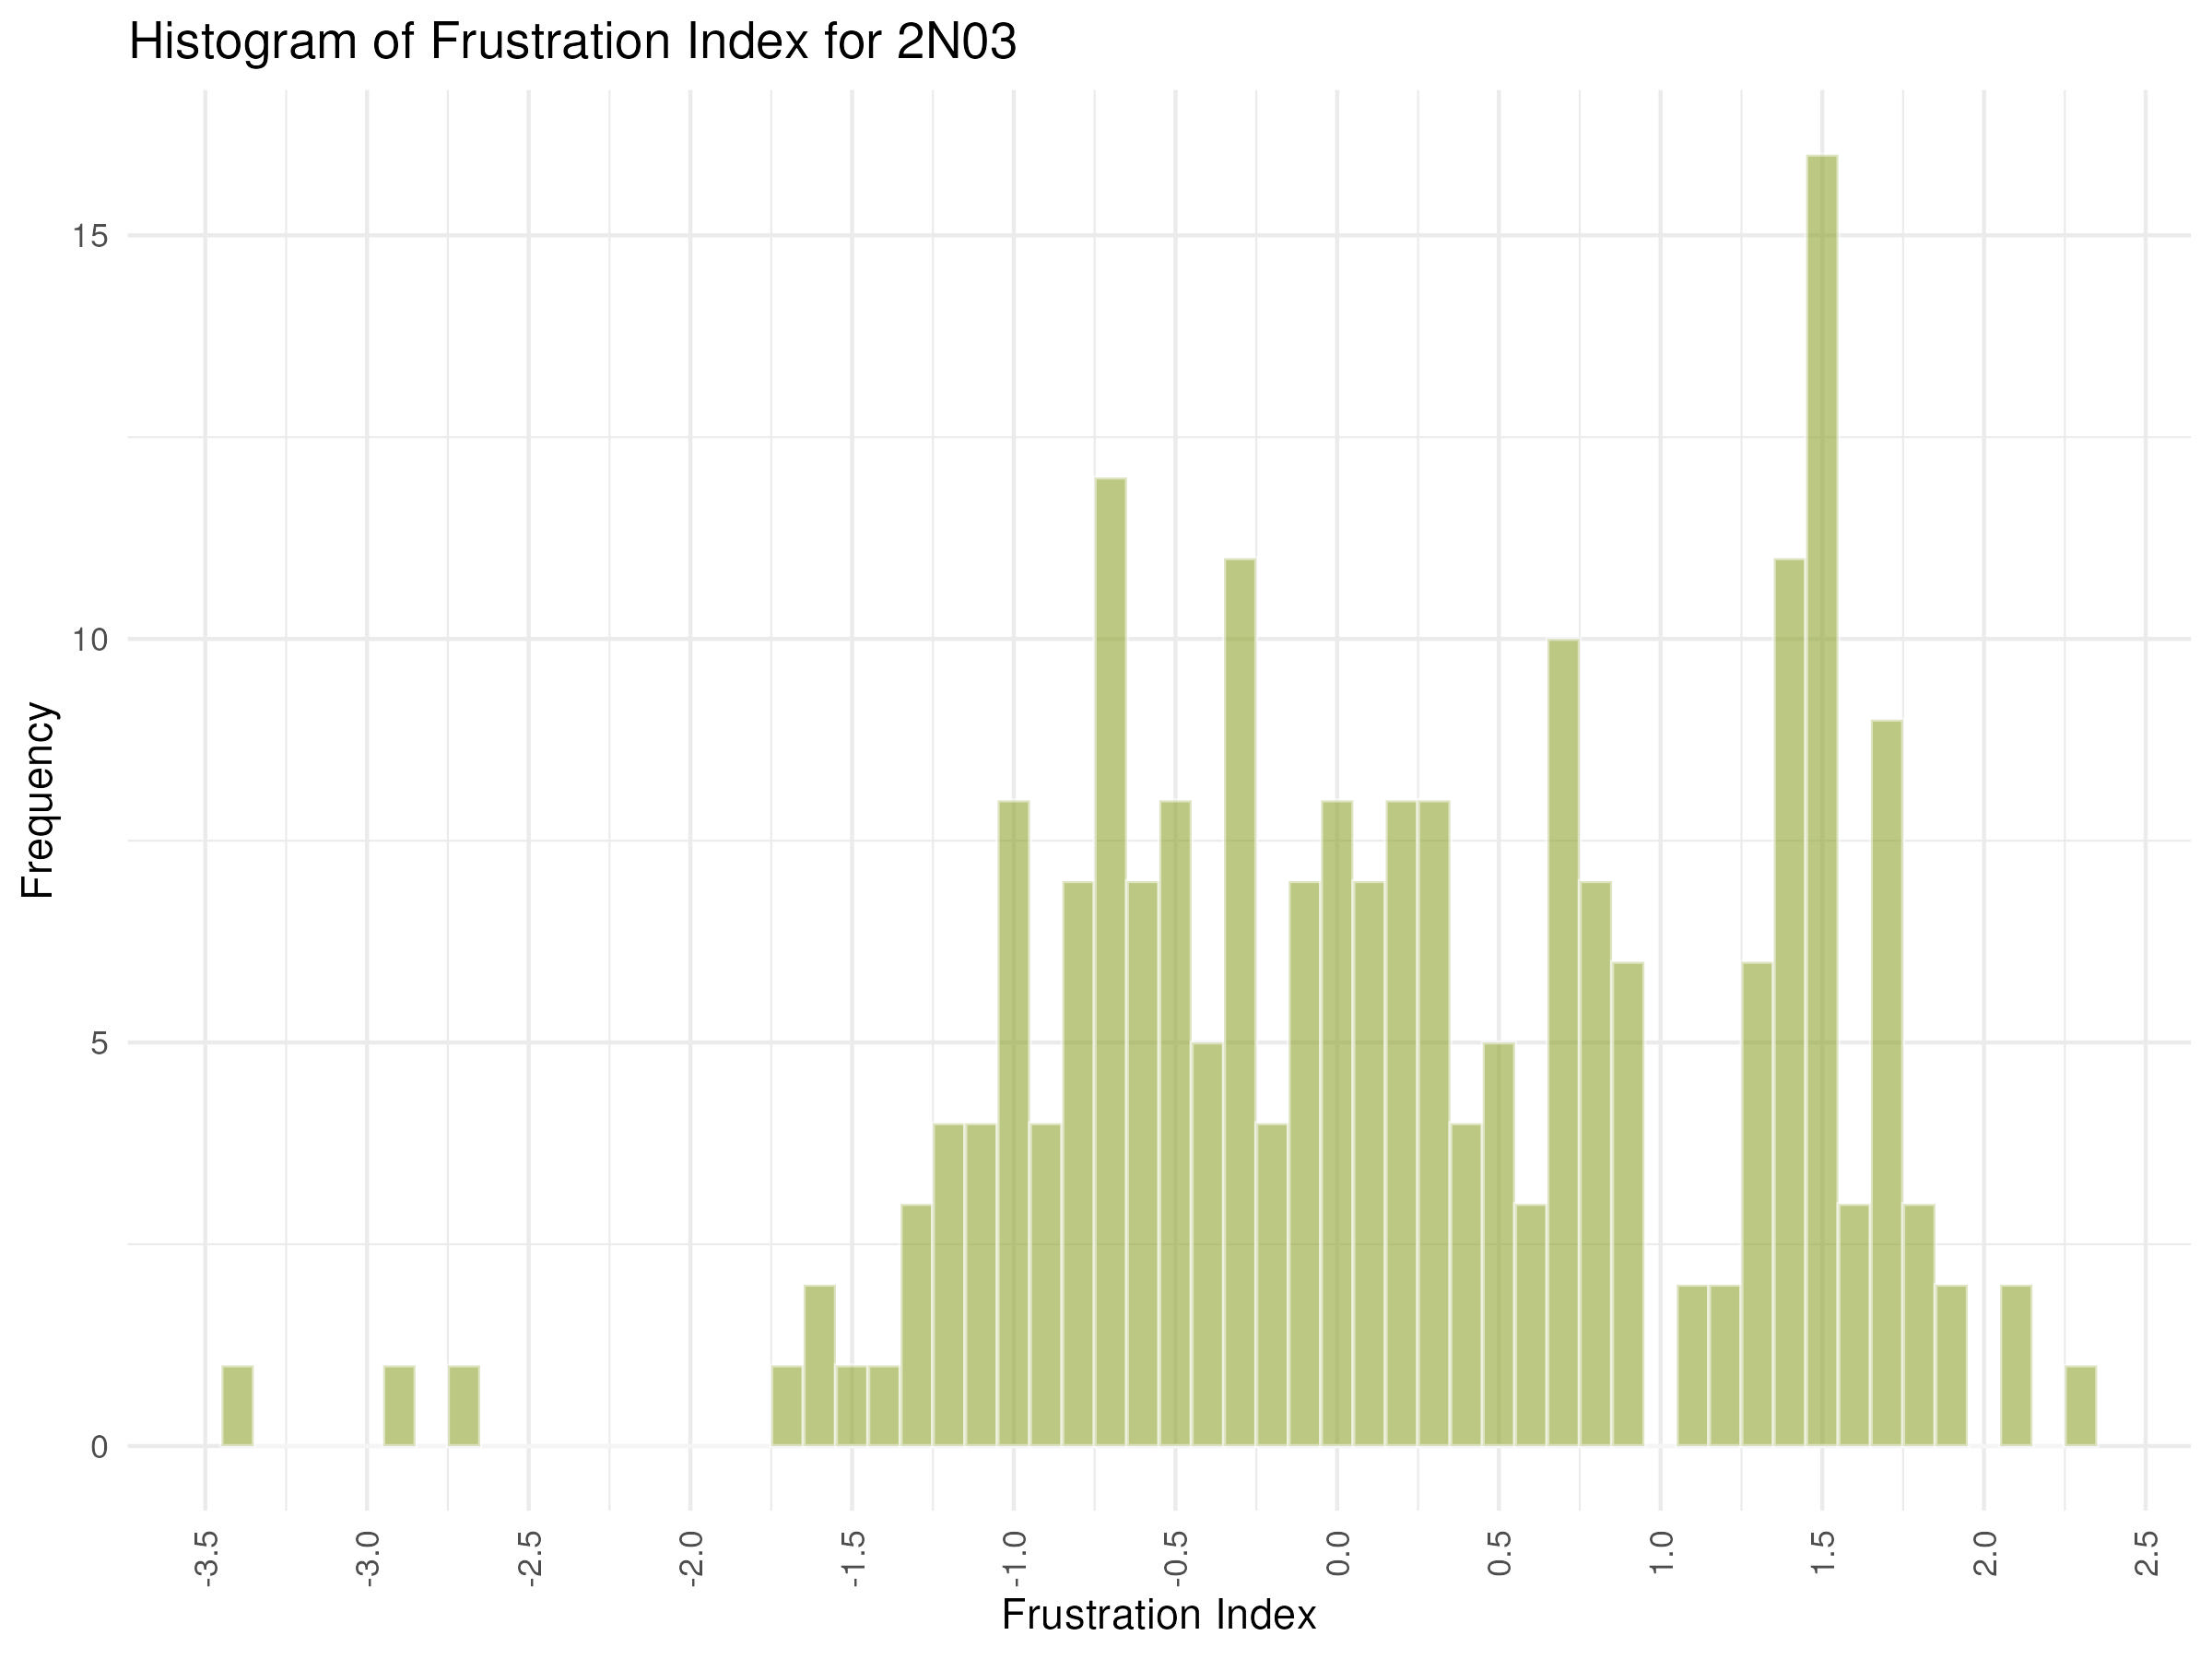 Histogram of Frustration Index for 2N03
Frequency
15
10
5
0
-3.5 -3.0 -2.5 -2.0 -1.5 -1.0 -0.5 0.0 0.5 1.0 1.5 2.0 2.5
Frustration Index